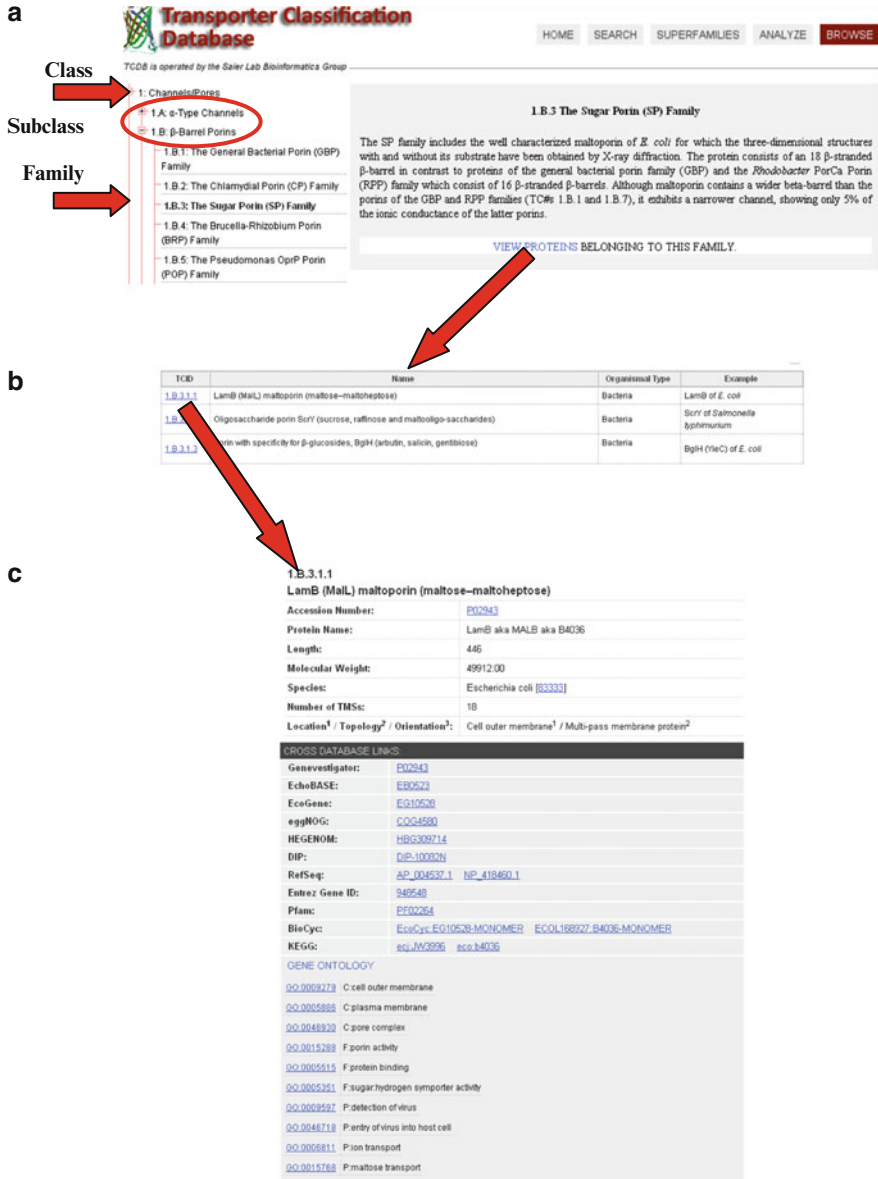 a
Transporter Classification
Database
HOME SEARCH SUPERFAMILIES ANALYZE BROWSE
TCDB is operated by the Saier Lab Bioinformatics Group
Class
Subclass
Family
1: Channels/Pores
1.A: α-Type Channels
1.B: β-Barrel Porins
1.B.1: The General Bacterial Porin (GBP)
Family
1.B.2: The Chlamydial Porin (CP) Family
1.B.3: The Sugar Porin (SP) Family
1.B.4: The Brucella-Rhizobium Porin
(BRP) Family
1.B.5: The Pseudomonas OprP Porin
(POP) Family
1.B.3 The Sugar Porin (SP) Family
The SP family includes the well characterized maltoporin of E. coli for which the three-dimensional structures
with and without its substrate have been obtained by X-ray diffraction. The protein consists of an 18 β-stranded
β-barrel in contrast to proteins of the general bacterial porin family (GBP) and the Rhodobacter PorCa Porin
(RPP) family which consist of 16 β-stranded β-barrels. Although maltoporin contains a wider beta-barrel than the
porins of the GBP and RPP families (TC#s 1.B.1 and 1.B.7), it exhibits a narrower channel, showing only 5% of
the ionic conductance of the latter porins.
VIEW PROTEINS BELONGING TO THIS FAMILY.
b
TCID Name Organismal Type Example
1.B.3.1.1 LamB (MalL) maltoporin (maltose–maltoheptose) Bacteria LamB of E. coli
Oligosaccharide porin ScrY (sucrose, raffinose and maltooligo-saccharides) Bacteria ScrY of Salmonella
typhimurium
1.B.3.1.3 with specificity for β-glucosides, BglH (arbutin, salicin, gentibiose) Bacteria BglH (YieC) of E. coli
c
1.B.3.1.1
LamB (MalL) maltoporin (maltose–maltoheptose)
Accession Number: P02943
Protein Name: LamB aka MALB aka B4036
Length: 446
Molecular Weight: 49912.00
Species: Escherichia coli [83333]
Number of TMSs: 18
Location1 / Topology2 / Orientation3: Cell outer membrane1 / Multi-pass membrane protein2
CROSS DATABASE LINKS:
Genevestigator: P02943
EchoBASE: EB0523
EcoGene: EG10528
eggNOG: COG4580
HEGENOM: HBG309714
DIP: DIP-10082N
RefSeq: AP_004537.1 NP_418460.1
Entrez Gene ID: 948548
Pfam: PF02264
BioCyc: EcoCyc:EG10528-MONOMER ECOL168927:B4036-MONOMER
KEGG: ecj:JW3996 eco:b4036
GENE ONTOLOGY
GO:0009279 C:cell outer membrane
GO:0005886 C:plasma membrane
GO:0046930 C:pore complex
GO:0015288 F:porin activity
GO:0005515 F:protein binding
GO:0005351 F:sugar:hydrogen symporter activity
GO:0009597 P:detection of virus
GO:0046718 P:entry of virus into host cell
GO:0006811 P:ion transport
GO:0015768 P:maltose transport